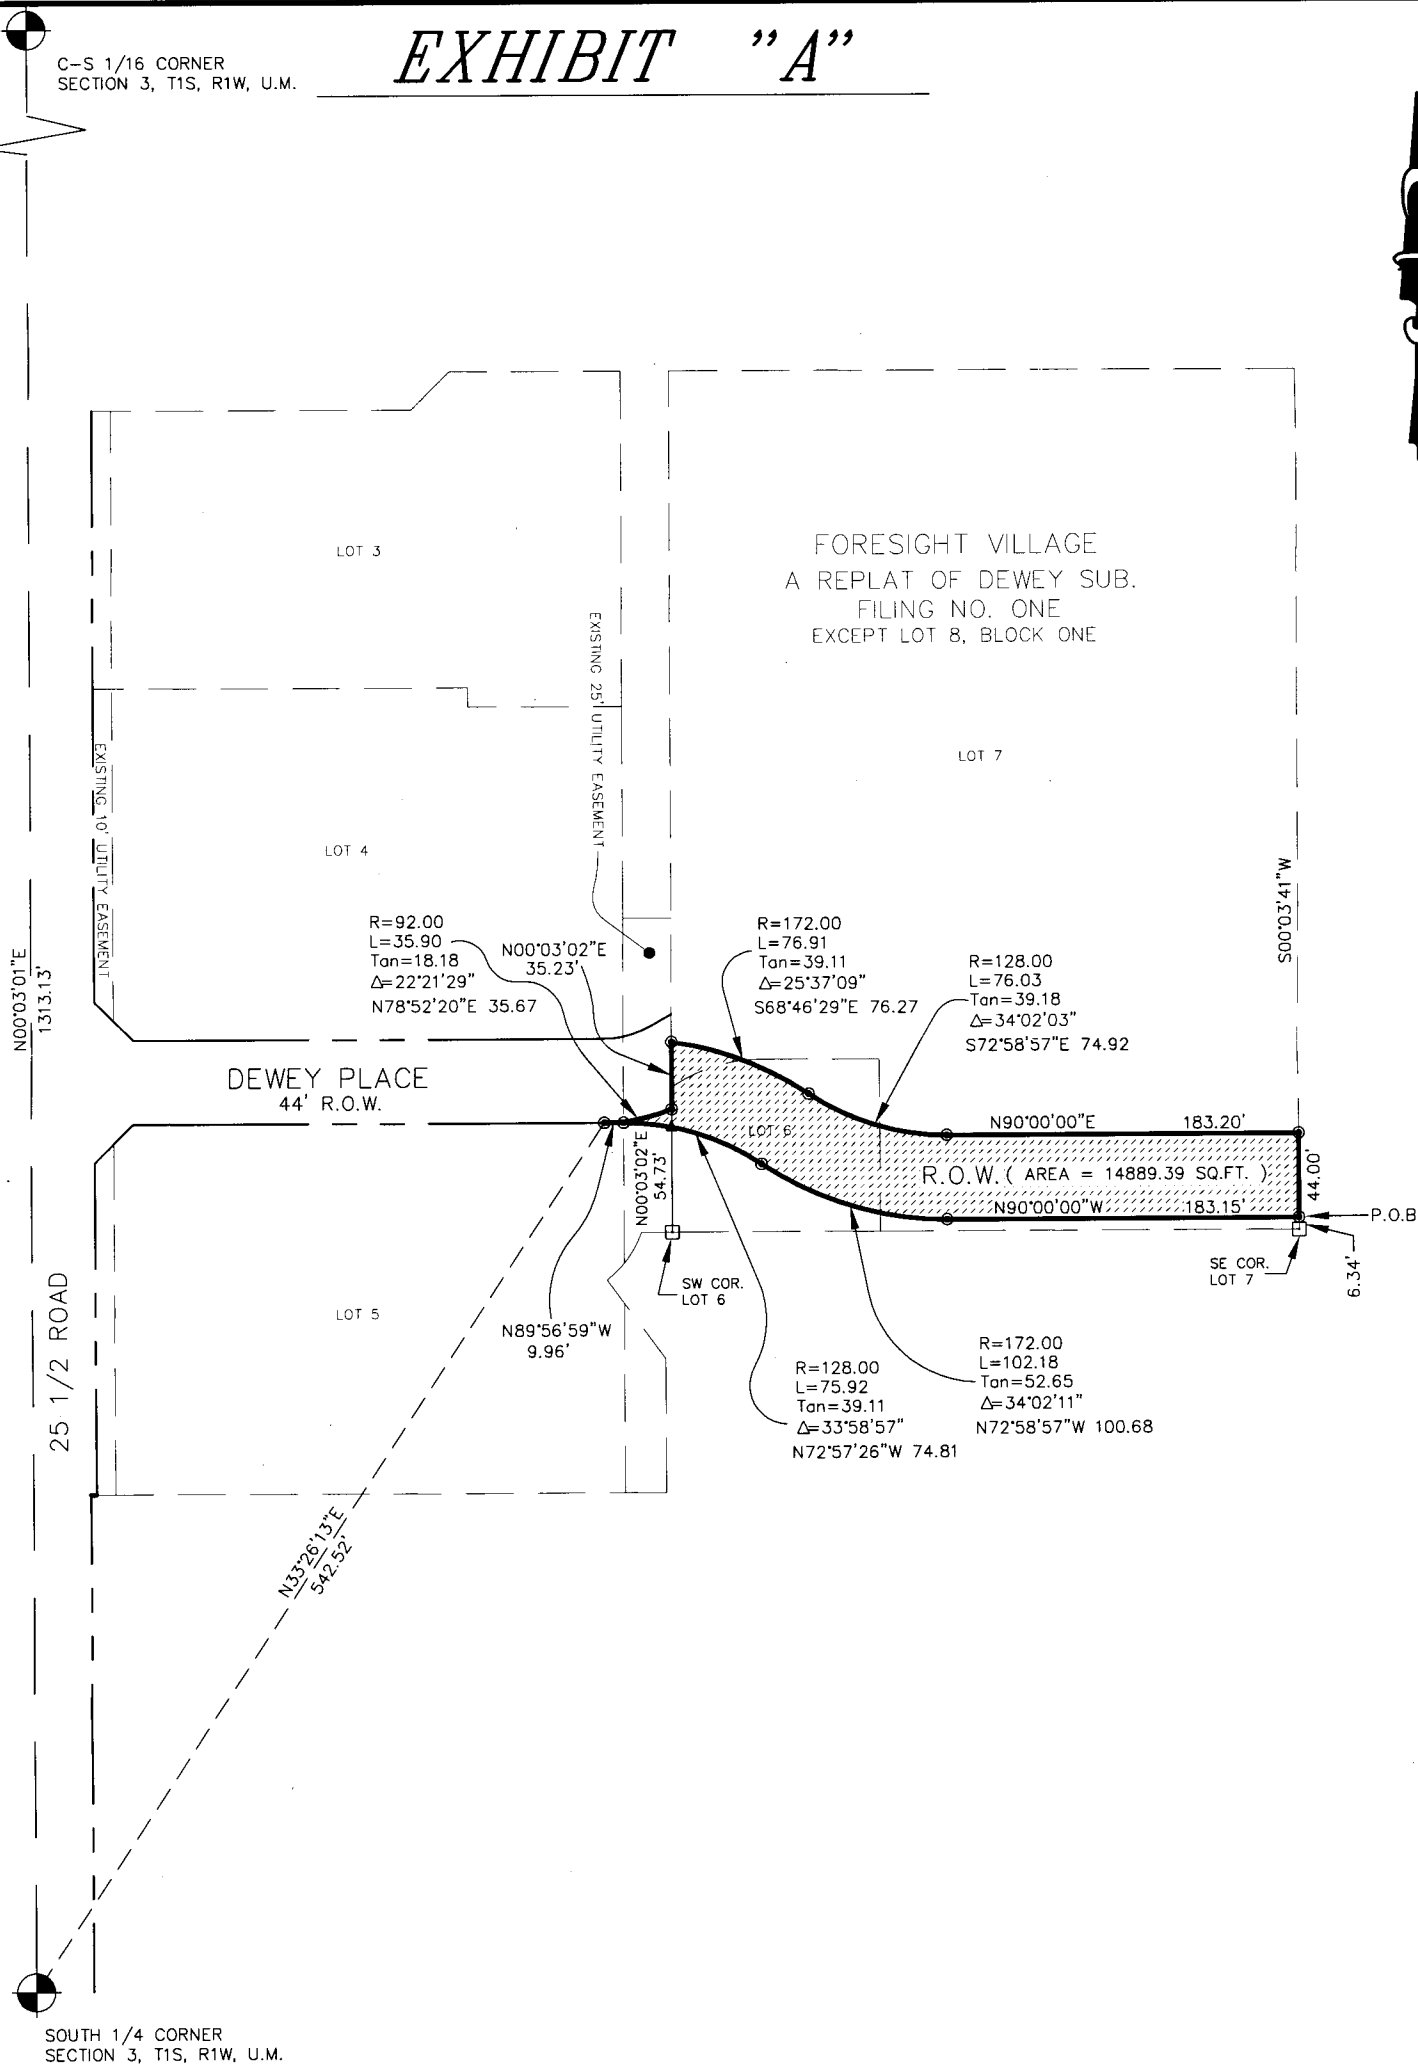 EXHIBIT "A"
C-S 1/16 CORNER
SECTION 3, T1S, R1W, U.M.
LOT 3
FORESIGHT VILLAGE
A REPLAT OF DEWEY SUB.
FILING NO. ONE
EXCEPT LOT 8, BLOCK ONE
EXISTING 25' UTILITY EASEMENT
LOT 7
EXISTING 10' UTILITY EASEMENT
LOT 4
S00°03'41"W
N00°03'01"E
1313.13'
R=92.00
L=35.90
Tan=18.18
Δ=22°21'29"
N78°52'20"E 35.67
N00°03'02"E
35.23'
R=172.00
L=76.91
Tan=39.11
Δ=25°37'09"
S68°46'29"E 76.27
R=128.00
L=76.03
Tan=39.18
Δ=34°02'03"
S72°58'57"E 74.92
DEWEY PLACE
44' R.O.W.
LOT 6
N90°00'00"E 183.20'
R.O.W. ( AREA = 14889.39 SQ.FT. )
44.00'
N90°00'00"W 183.15'
P.O.B
N00°03'02"E
54.73'
SW COR.
LOT 6
SE COR.
LOT 7
6.34'
25 1/2 ROAD
LOT 5
N89°56'59"W
9.96'
R=128.00
L=75.92
Tan=39.11
Δ=33°58'57"
N72°57'26"W 74.81
R=172.00
L=102.18
Tan=52.65
Δ=34°02'11"
N72°58'57"W 100.68
N33°26'13"E
542.52'
SOUTH 1/4 CORNER
SECTION 3, T1S, R1W, U.M.